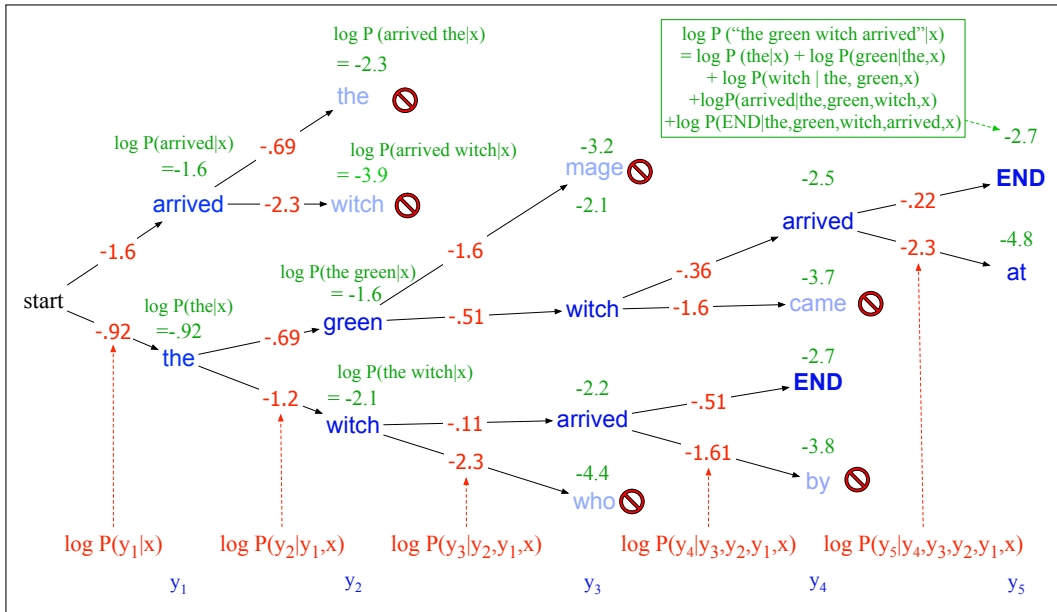 log P (arrived the|x)
= -2.3
the
log P(arrived|x)
=-1.6
-.69
log P(arrived witch|x)
= -3.9
arrived
-2.3
witch
-1.6
start
log P (“the green witch arrived”|x)
= log P (the|x) + log P(green|the,x)
+ log P(witch | the, green,x)
+logP(arrived|the,green,witch,x)
+log P(END|the,green,witch,arrived,x)
-3.2
mage
-2.1
-1.6
-2.7
END
-2.5
arrived
-.22
-2.3
-4.8
at
-.36
log P(the green|x)
= -1.6
green
-.51
witch
-1.6
-3.7
came
log P(the|x)
=-.92
-.92
the
-.69
-1.2
log P(the witch|x)
= -2.1
witch
-.11
-2.2
arrived
-.51
-2.7
END
-2.3
-4.4
who
-1.61
-3.8
by
log P(y1|x)
log P(y2|y1,x)
log P(y3|y2,y1,x)
log P(y4|y3,y2,y1,x)
log P(y5|y4,y3,y2,y1,x)
y1
y2
y3
y4
y5